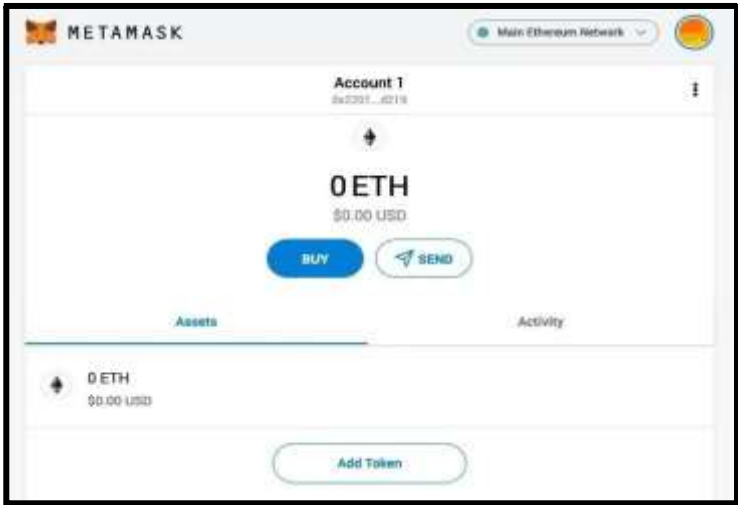 METAMASK
Main Ethereum Network
Account 1
0 ETH
$0.00 USD
BUY
SEND
Assets
Activity
0 ETH
$0.00 USD
Add Token